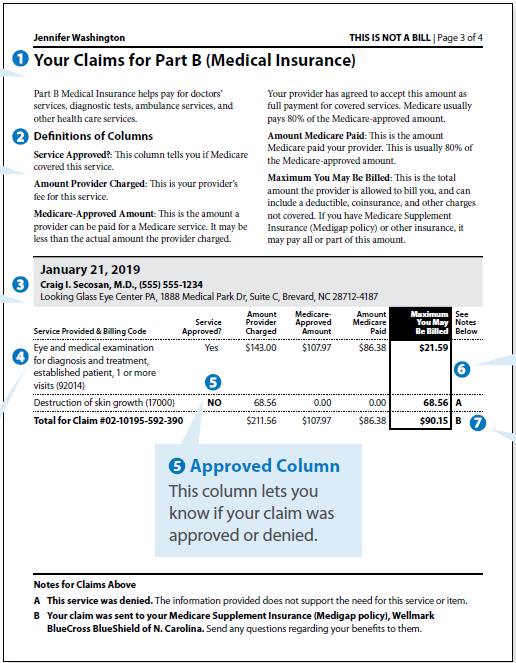 Jennifer Washington
THIS IS NOT A BILL | Page 3 of 4
1 Your Claims for Part B (Medical Insurance)
Part B Medical Insurance helps pay for doctors'
services, diagnostic tests, ambulance services, and
other health care services.
2 Definitions of Columns
Service Approved?: This column tells you if Medicare
covered this service.
Amount Provider Charged: This is your provider's
fee for this service.
Medicare-Approved Amount: This is the amount a
provider can be paid for a Medicare service. It may be
less than the actual amount the provider charged.
Your provider has agreed to accept this amount as
full payment for covered services. Medicare usually
pays 80% of the Medicare-approved amount.
Amount Medicare Paid: This is the amount
Medicare paid your provider. This is usually 80% of
the Medicare-approved amount.
Maximum You May Be Billed: This is the total
amount the provider is allowed to bill you, and can
include a deductible, coinsurance, and other charges
not covered. If you have Medicare Supplement
Insurance (Medigap policy) or other insurance, it
may pay all or part of this amount.
January 21, 2019
3 Craig I. Secosan, M.D., (555) 555-1234
Looking Glass Eye Center PA, 1888 Medical Park Dr, Suite C, Brevard, NC 28712-4187
Service Provided & Billing Code
Service
Approved?
Amount
Provider
Charged
Medicare-
Approved
Amount
Amount
Medicare
Paid
Maximum
You May
Be Billed
See
Notes
Below
4 Eye and medical examination Yes $143.00 $107.97 $86.38 $21.59
for diagnosis and treatment,
established patient, 1 or more
visits (92014)
6
5
Destruction of skin growth (17000) NO 68.56 0.00 0.00 68.56 A
Total for Claim #02-10195-592-390 $211.56 $107.97 $86.38 $90.15 B 7
5 Approved Column
This column lets you
know if your claim was
approved or denied.
Notes for Claims Above
A This service was denied. The information provided does not support the need for this service or item.
B Your claim was sent to your Medicare Supplement Insurance (Medigap policy), Wellmark
BlueCross BlueShield of N. Carolina. Send any questions regarding your benefits to them.